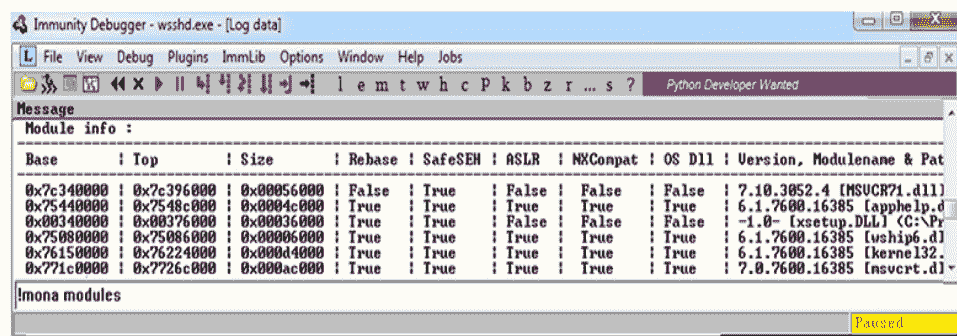 Immunity Debugger - wsshd.exe - [Log data]
L File View Debug Plugins ImmLib Options Window Help Jobs
l e m t w h c P k b z r ... s ? Python Developer Wanted
Message
Module info :
Base | Top | Size | Rebase | SafeSEH | ASLR | NXCompat | OS Dll | Version, Modulename & Pat
0x7c340000 | 0x7c396000 | 0x00056000 | False | True | False | False | False | 7.10.3052.4 [MSVCR71.dll]
0x75440000 | 0x7548c000 | 0x0004c000 | True | True | True | True | True | 6.1.7600.16385 [apphelp.d
0x00340000 | 0x00376000 | 0x00036000 | True | True | False | False | False | -1.0- [xsetup.DLL] (C:\Pr
0x75080000 | 0x75086000 | 0x00006000 | True | True | True | True | True | 6.1.7600.16385 [wship6.dl
0x76150000 | 0x76224000 | 0x000d4000 | True | True | True | True | True | 6.1.7600.16385 [kernel32.
0x771c0000 | 0x7726c000 | 0x000ac000 | True | True | True | True | True | 7.0.7600.16385 [msvcrt.dl
!mona modules
Paused